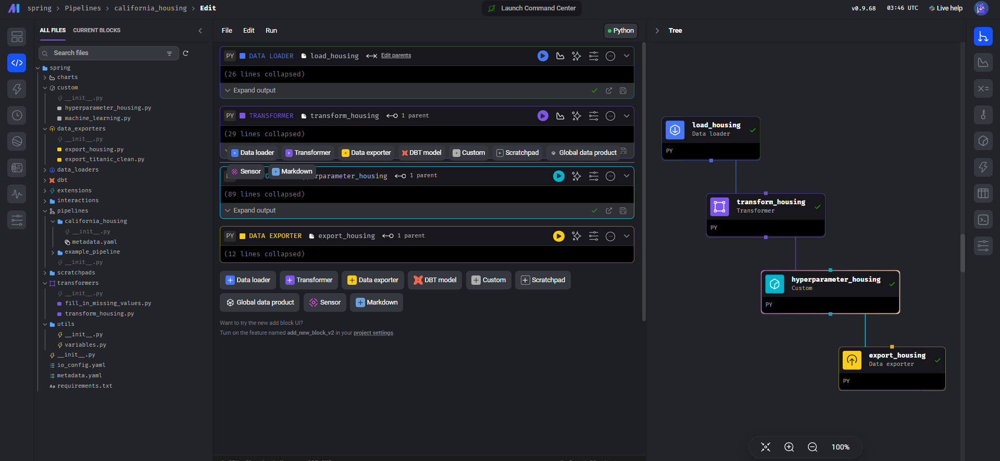 spring > Pipelines > california_housing > Edit
Launch Command Center
v0.9.68 03:46 UTC Live help
ALL FILES CURRENT BLOCKS
Search files
spring
charts
custom
__init__.py
hyperparameter_housing.py
machine_learning.py
data_exporters
__init__.py
export_housing.py
export_titanic_clean.py
data_loaders
dbt
extensions
interactions
pipelines
california_housing
__init__.py
metadata.yaml
example_pipeline
__init__.py
scratchpads
transformers
__init__.py
fill_in_missing_values.py
transform_housing.py
utils
__init__.py
variables.py
__init__.py
io_config.yaml
metadata.yaml
Aa requirements.txt
File Edit Run
Python
PY DATA LOADER load_housing Edit parents
(26 lines collapsed)
Expand output
PY TRANSFORMER transform_housing 1 parent
(29 lines collapsed)
Data loader Transformer Data exporter DBT model Custom Scratchpad Global data product
Sensor Markdown
rparameter_housing 1 parent
(89 lines collapsed)
Expand output
PY DATA EXPORTER export_housing 1 parent
(12 lines collapsed)
Data loader Transformer Data exporter DBT model Custom Scratchpad
Global data product Sensor Markdown
Want to try the new add block UI?
Turn on the feature named add_new_block_v2 in your project settings.
Tree
load_housing
Data loader
PY
transform_housing
Transformer
PY
hyperparameter_housing
Custom
PY
export_housing
Data exporter
PY
100%